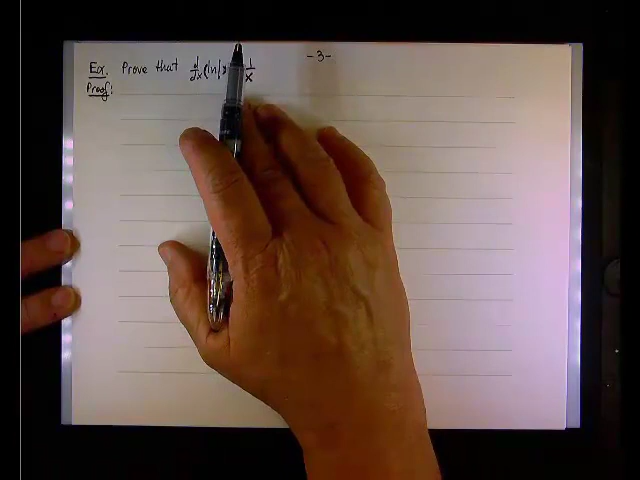 -3-
Ex. Prove that d/dx(ln|x 1/x
Proof: